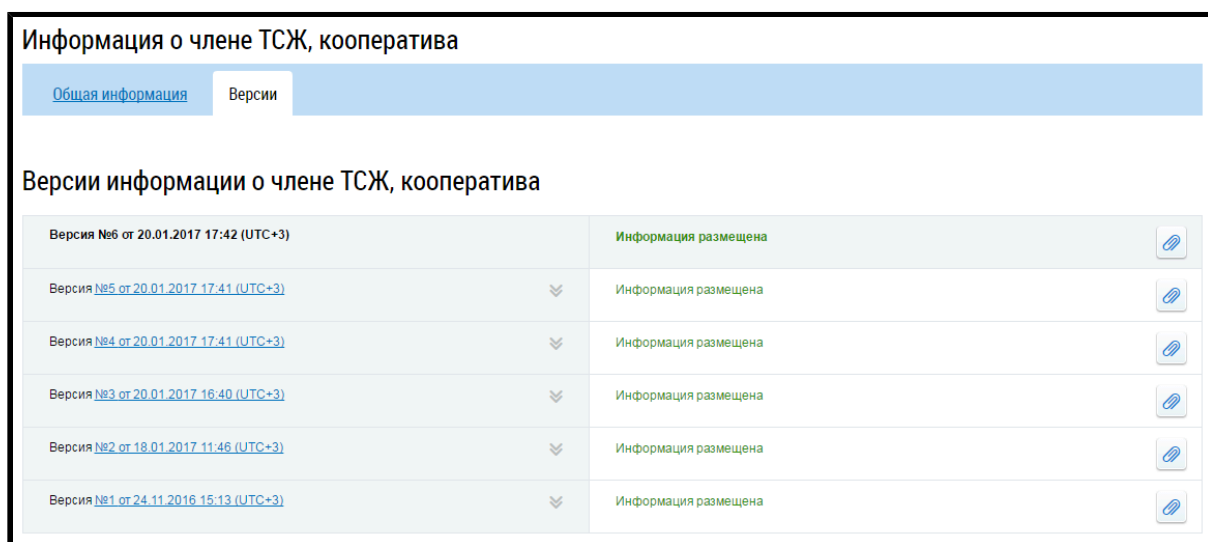 Информация о члене ТСЖ, кооператива
Общая информация Версии
Версии информации о члене ТСЖ, кооператива
Версия №6 от 20.01.2017 17:42 (UTC+3) Информация размещена
Версия №5 от 20.01.2017 17:41 (UTC+3) Информация размещена
Версия №4 от 20.01.2017 17:41 (UTC+3) Информация размещена
Версия №3 от 20.01.2017 16:40 (UTC+3) Информация размещена
Версия №2 от 18.01.2017 11:46 (UTC+3) Информация размещена
Версия №1 от 24.11.2016 15:13 (UTC+3) Информация размещена